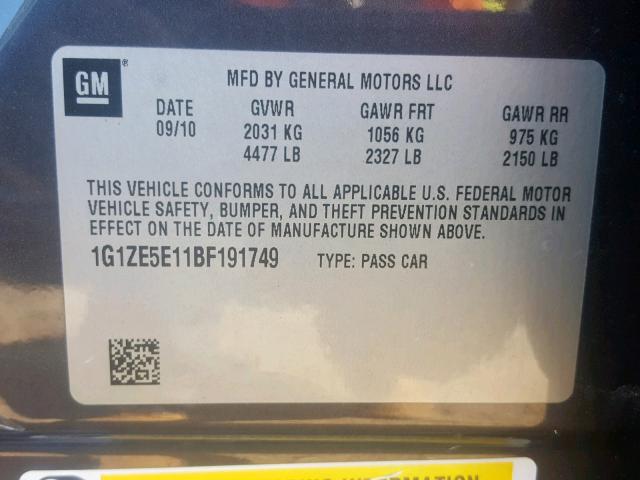 GM ®
MFD BY GENERAL MOTORS LLC
DATE GVWR GAWR FRT GAWR RR
09/10 2031 KG 1056 KG 975 KG
4477 LB 2327 LB 2150 LB
THIS VEHICLE CONFORMS TO ALL APPLICABLE U.S. FEDERAL MOTOR
VEHICLE SAFETY, BUMPER, AND THEFT PREVENTION STANDARDS IN
EFFECT ON THE DATE OF MANUFACTURE SHOWN ABOVE.
1G1ZE5E11BF191749 TYPE: PASS CAR
INFORMATION